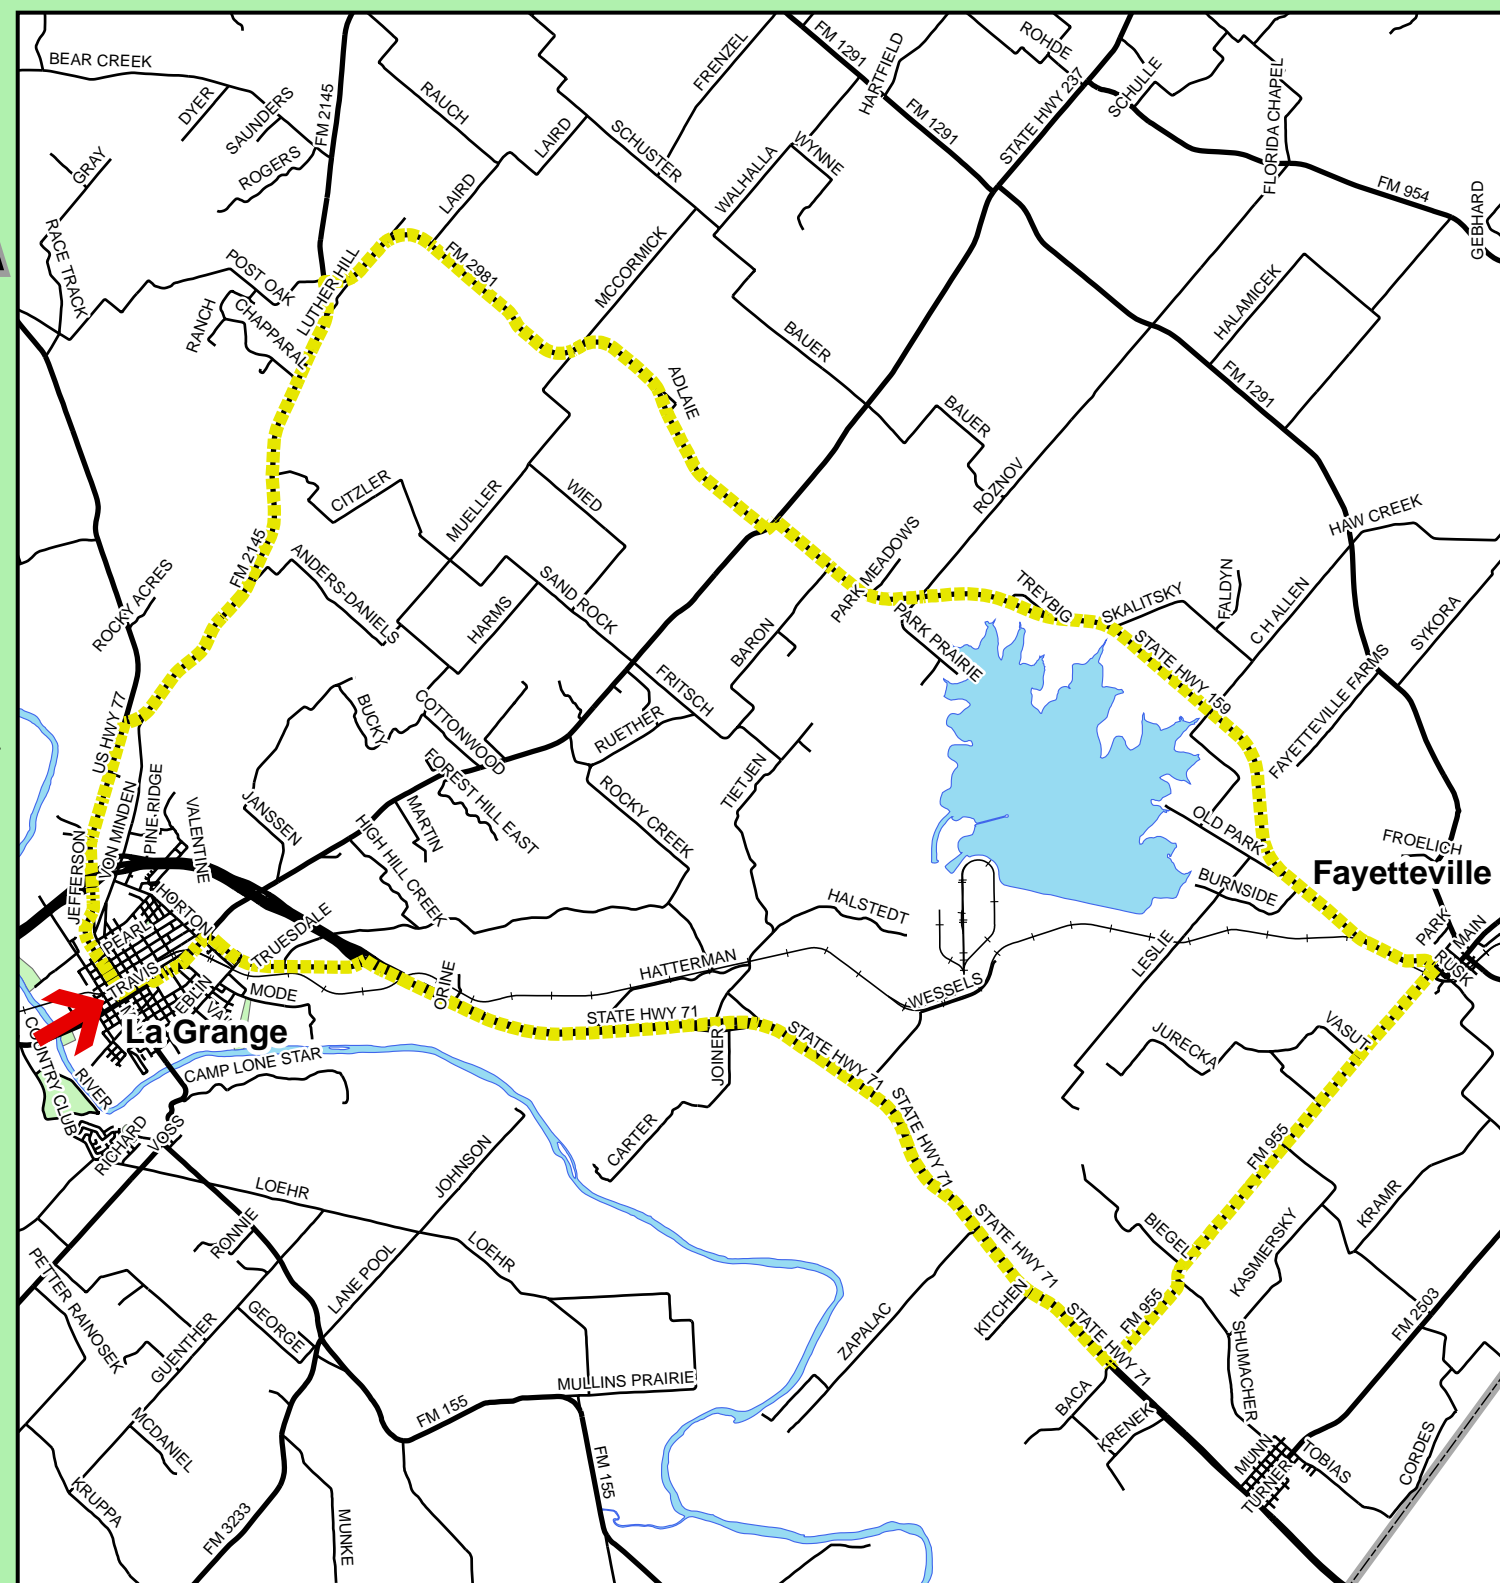 BEAR CREEK
DYER
SAUNDERS
ROGERS
FM 2145
GRAY
RACE TRACK
POST OAK
RANCH
CHAPPARAL
LUTHER HILL
RAUCH
LAIRD
LAIRD
SCHUSTER
FRENZEL
WALHALLA
WYNNE
FM 1291
HARTFIELD
FM 1291
ROHDE
STATE HWY 237
SCHULLE
FLORIDA CHAPEL
FM 954
GEBHARD
FM 2981
MCCORMICK
BAUER
HALAMICEK
FM 1291
ADLAIE
BAUER
ROZNOV
HAW CREEK
CITZLER
MUELLER
WIED
FM 2145
ANDERS-DANIELS
SAND ROCK
HARMS
PARK MEADOWS
TREYBIG
SKALITSKY
FALDYN
C H ALLEN
SYKORA
ROCKY ACRES
BARON
PARK PRAIRIE
STATE HWY 159
FRITSCH
FAYETTEVILLE FARMS
US HWY 77
BUCKY
COTTONWOOD
RUETHER
FOREST HILL EAST
TIETJEN
ROCKY CREEK
JEFFERSON
VON MINDEN
PINE RIDGE
VALENTINE
JANSSEN
HIGH HILL CREEK
MARTIN
OLD PARK
FROELICH
Fayetteville
BURNSIDE
HORTON
PEARL
TRUESDALE
HALSTEDT
LESLIE
PARK
MAIN
RUSK
TRAVIS
MODE
ORINE
HATTERMAN
WESSELS
La Grange
STATE HWY 71
JOINER
STATE HWY 71
JURECKA
VASUT
COUNTRY CLUB
RIVER
CAMP LONE STAR
STATE HWY 71
RICHARD
VOSS
JOHNSON
CARTER
FM 955
LOEHR
RONNIE
LANE POOL
LOEHR
STATE HWY 71
BIEGEL
KASMIERSKY
KRAMR
PETTER RAINOSEK
GUENTHER
GEORGE
ZAPALAC
KITCHEN
STATE HWY 71
FM 955
SHUMACHER
FM 2503
MULLINS PRAIRIE
FM 155
BACA
KRENEK
MCDANIEL
KRUPPA
FM 3233
MUNKE
FM 155
MUNN
TURNER
TOBIAS
CORDES